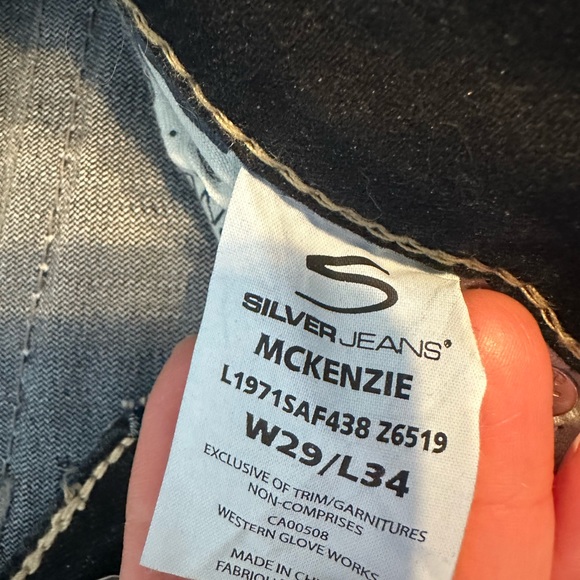 SILVER JEANS®
MCKENZIE
L1971SAF438 Z6519
W29/L34
EXCLUSIVE OF TRIM/GARNITURES
NON-COMPRISES
CA00508
WESTERN GLOVE WORKS
MADE IN